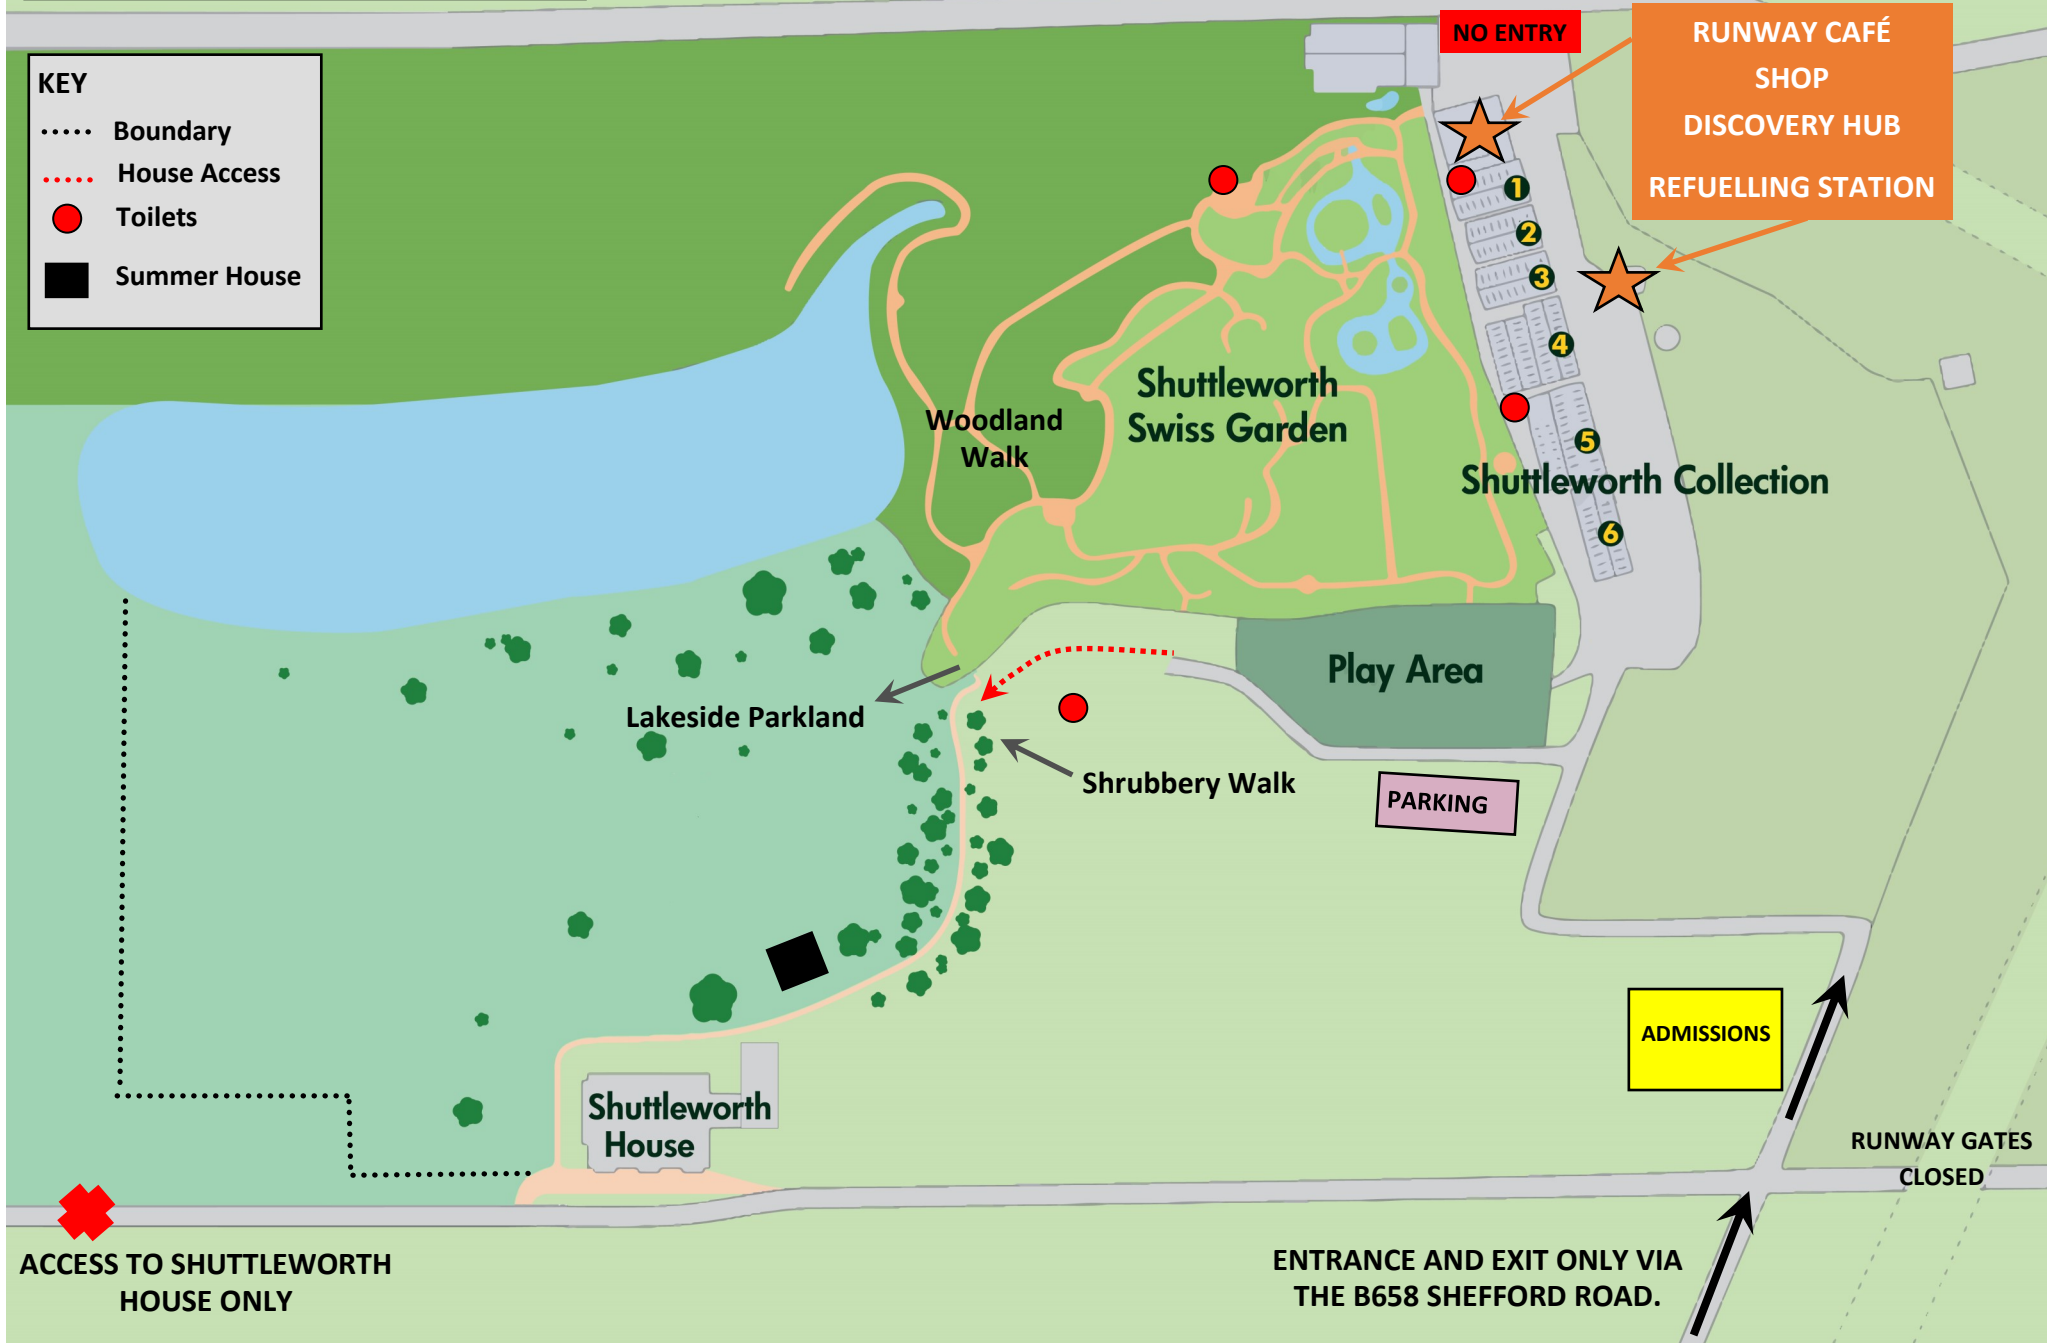 NO ENTRY
RUNWAY CAFÉ
SHOP
DISCOVERY HUB
REFUELLING STATION
KEY
Boundary
House Access
Toilets
Summer House
1
2
3
4
5
6
Shuttleworth
Swiss Garden
Woodland
Walk
Shuttleworth Collection
Play Area
Lakeside Parkland
Shrubbery Walk
PARKING
ADMISSIONS
Shuttleworth
House
RUNWAY GATES
CLOSED
ACCESS TO SHUTTLEWORTH
HOUSE ONLY
ENTRANCE AND EXIT ONLY VIA
THE B658 SHEFFORD ROAD.